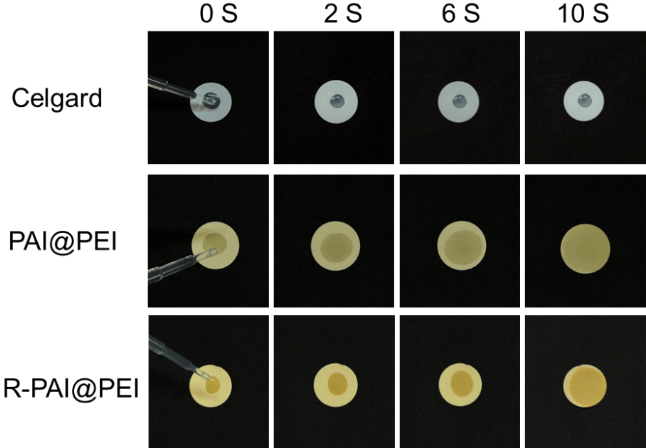 0 S 2 S 6 S 10 S
Celgard
PAI@PEI
R-PAI@PEI